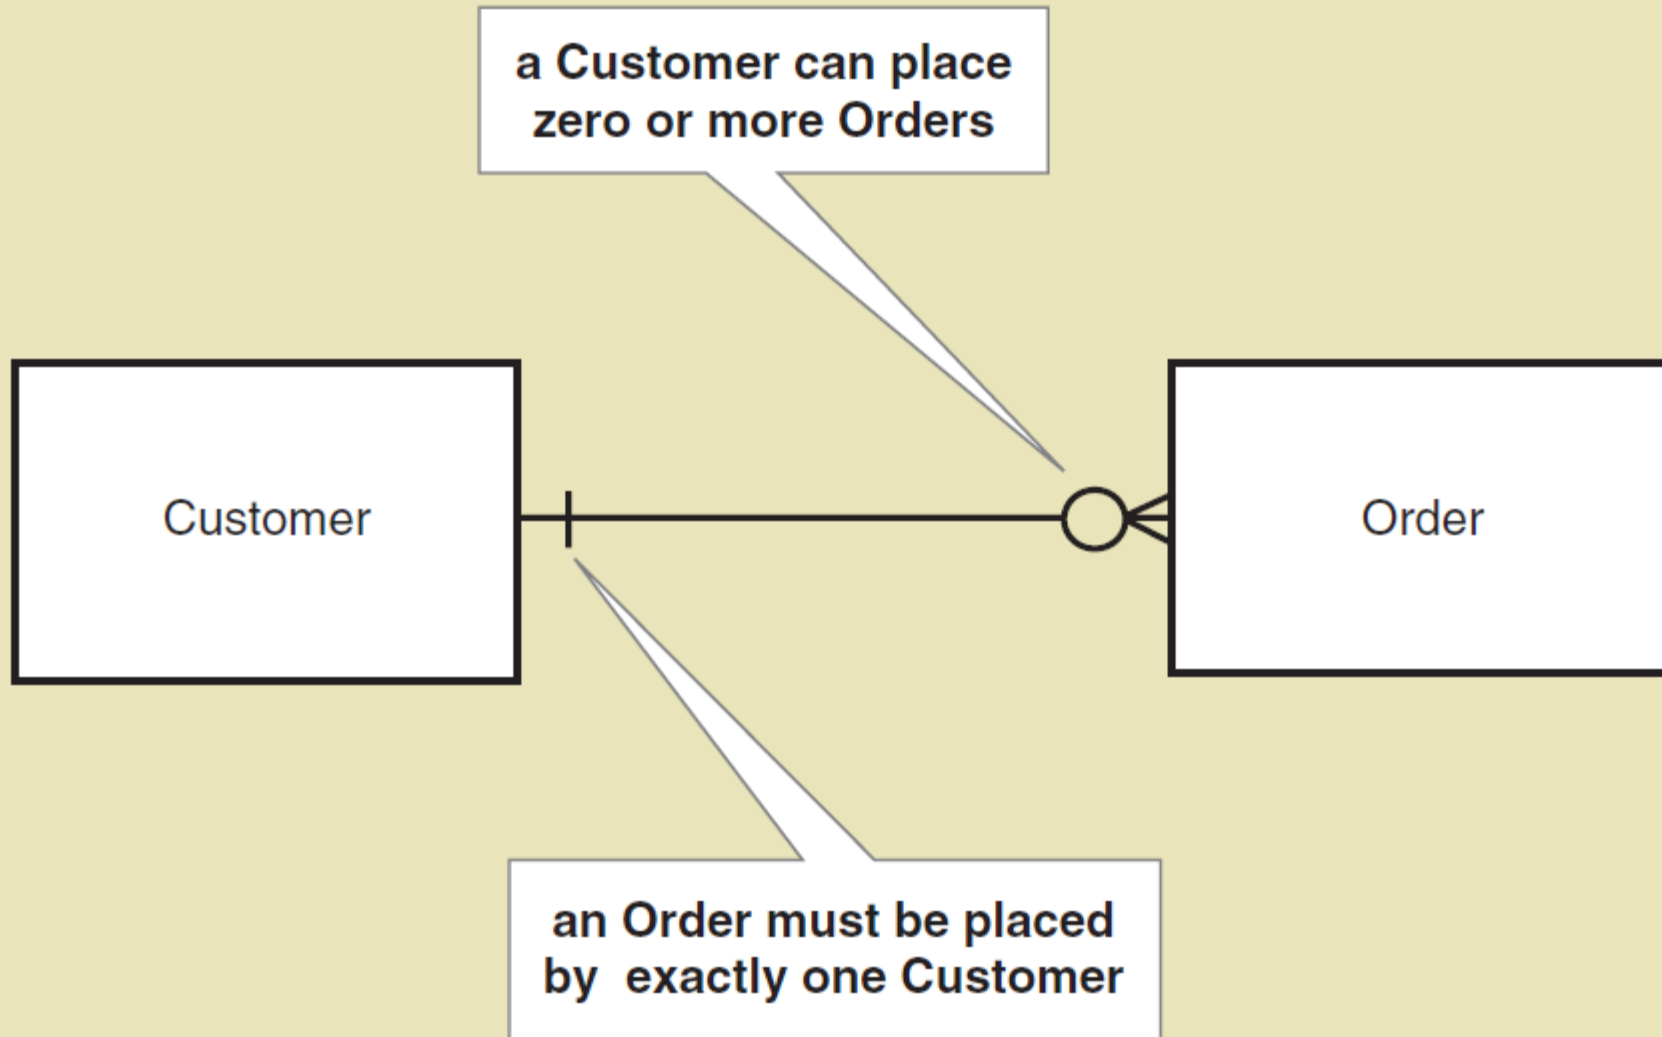 a Customer can place
zero or more Orders
Customer
Order
an Order must be placed
by  exactly one Customer